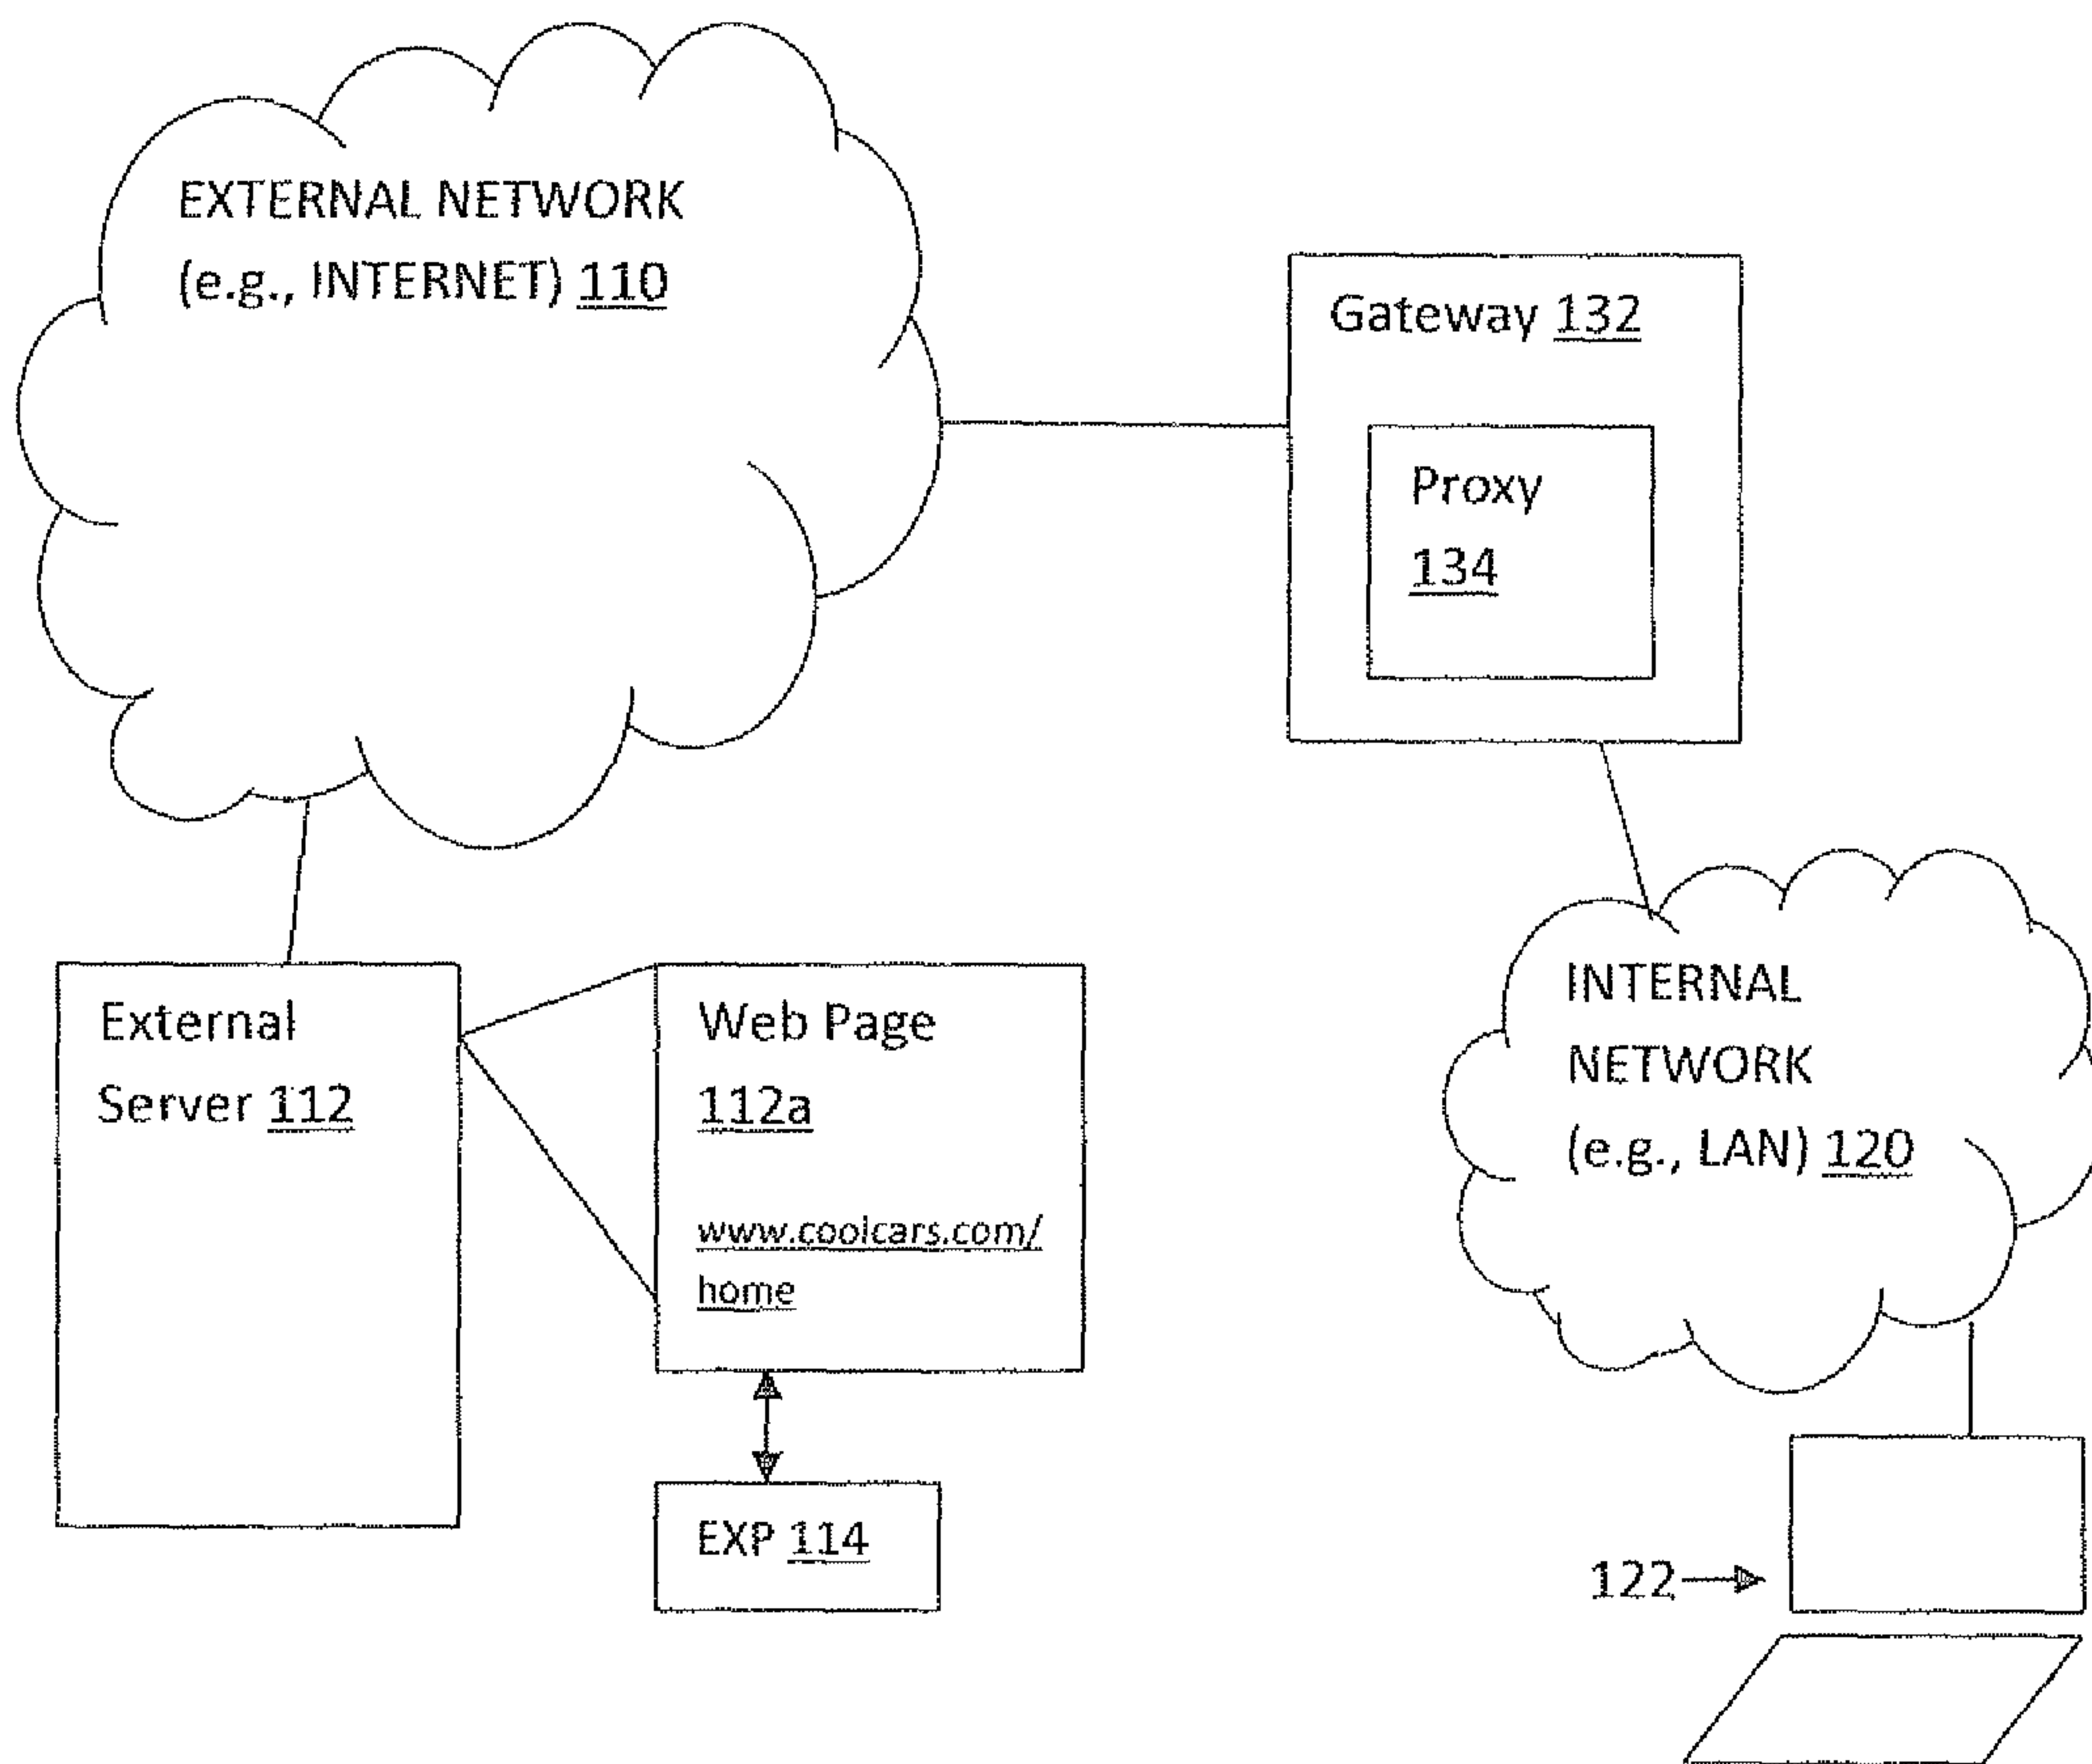 EXTERNAL NETWORK
(e.g., INTERNET) 110
Gateway 132
Proxy
134
External
Server 112
Web Page
112a
www.coolcars.com/
home
EXP 114
INTERNAL
NETWORK
(e.g., LAN) 120
122